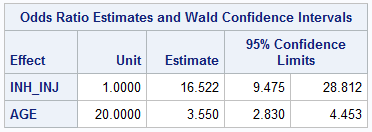 Odds Ratio Estimates and Wald Confidence Intervals
Effect Unit Estimate 95% Confidence Limits
INH_INJ 1.0000 16.522 9.475 28.812
AGE 20.0000 3.550 2.830 4.453